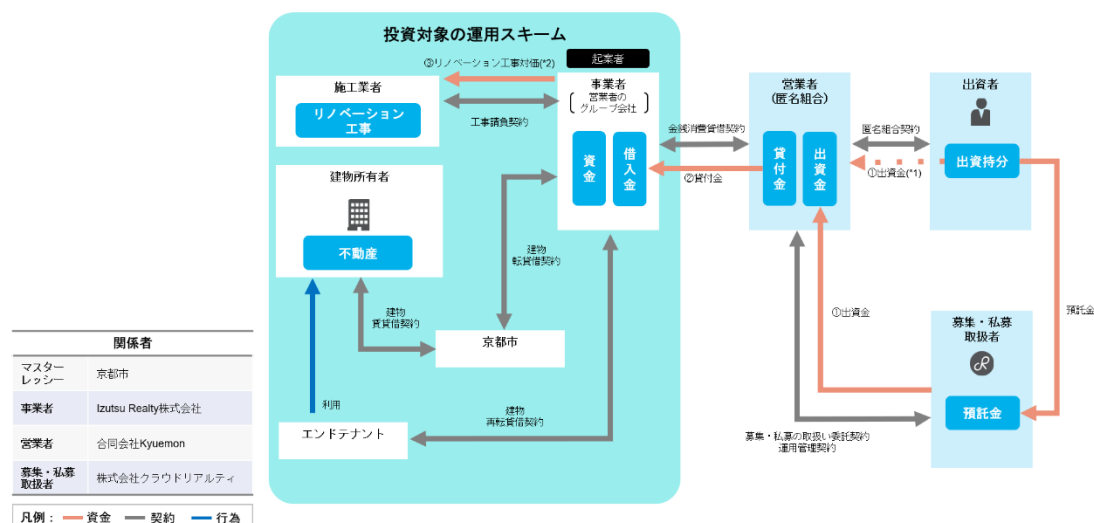 投資対象の運用スキーム
起案者
③リノベーション工事対価(*2)
施工業者
リノベーション
工事
工事請負契約
事業者
営業者の
グループ会社
資金
借入金
金銭消費貸借契約
②貸付金
営業者
(匿名組合)
貸付金
出資金
匿名組合契約
①出資金(*1)
出資者
出資持分
建物所有者
不動産
建物
転貸借契約
建物
賃貸借契約
京都市
①出資金
預託金
募集・私募
取扱者
預託金
利用
エンドテナント
建物
再転貸借契約
募集・私募の取扱い委託契約
運用管理契約
関係者
マスター
レッシー
京都市
事業者
Izutsu Realty株式会社
営業者
合同会社Kyuemon
募集・私募
取扱者
株式会社クラウドリアルティ
凡例： 資金 契約 行為